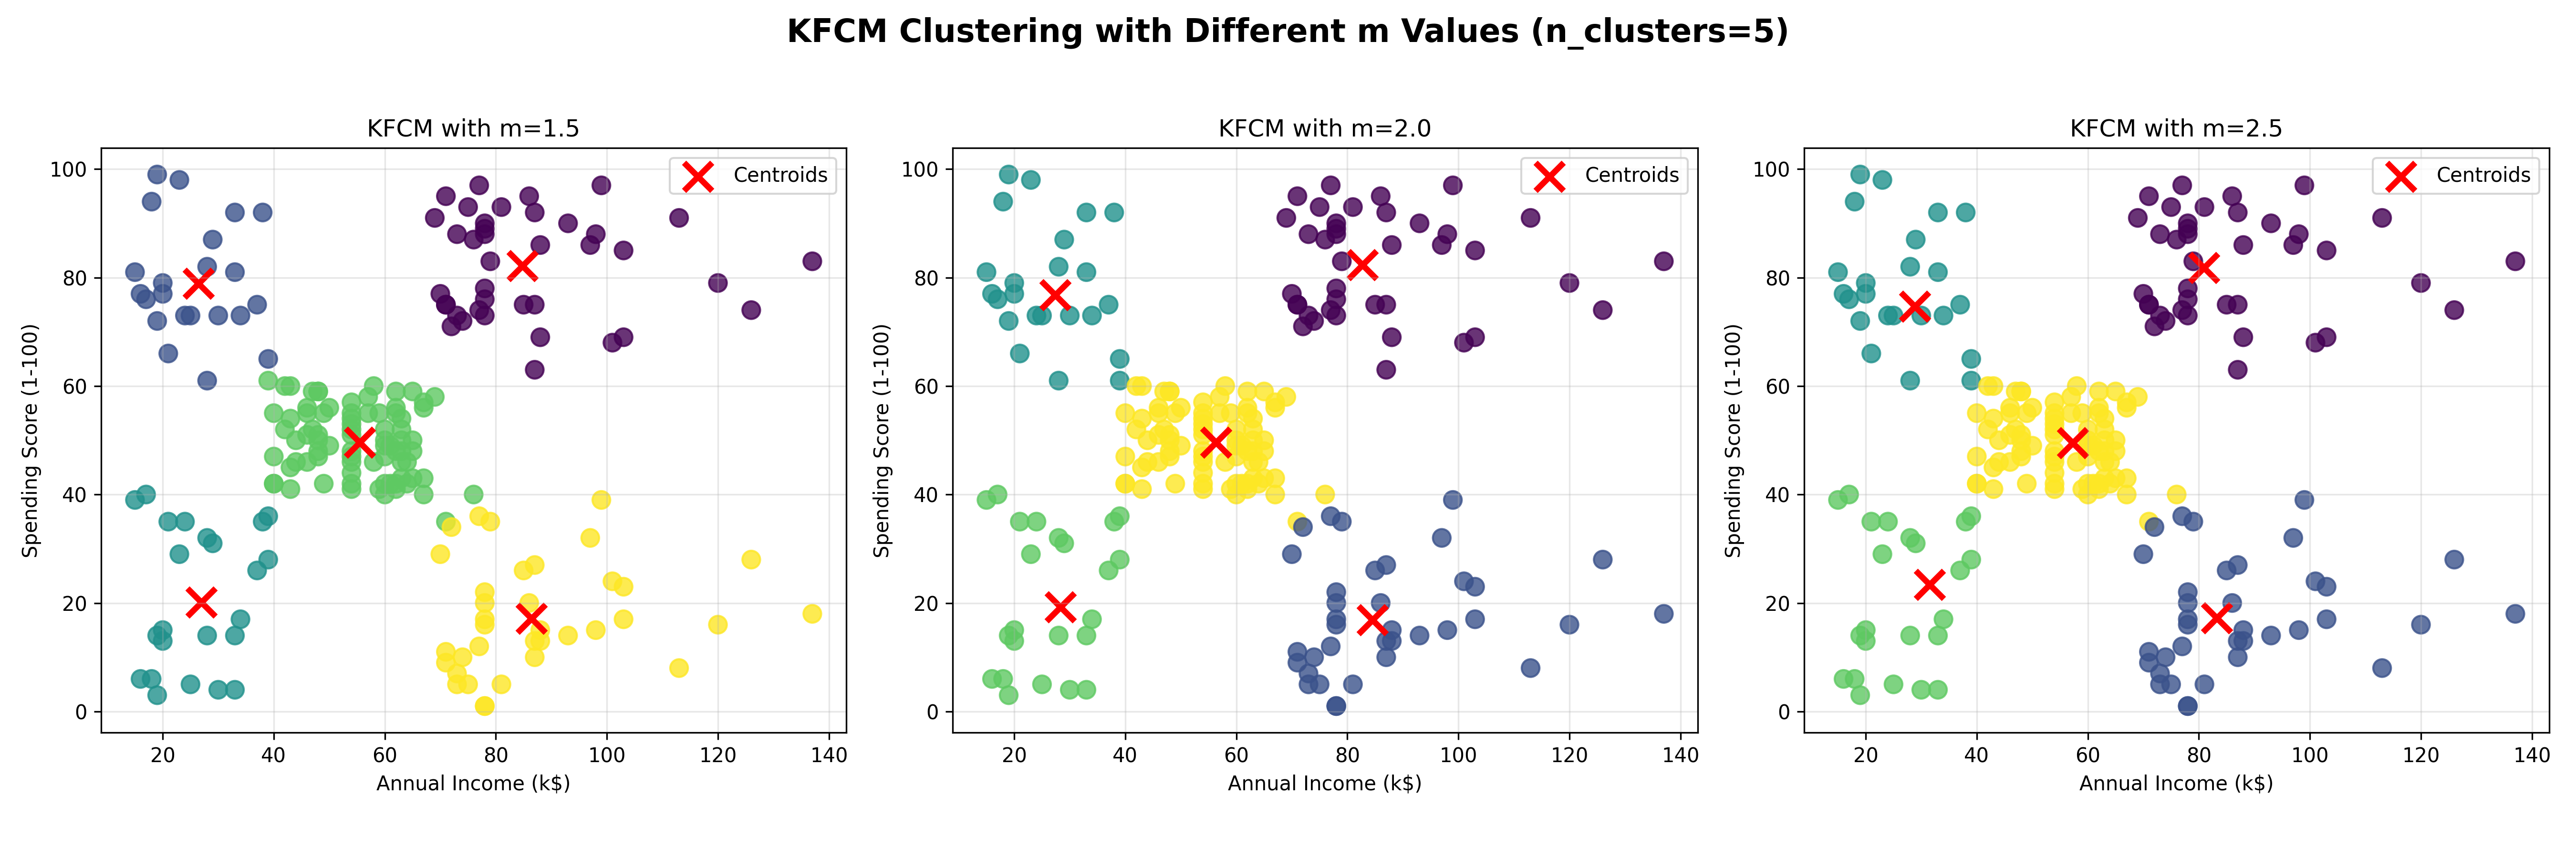 KFCM Clustering with Different m Values (n_clusters=5)
KFCM with m=1.5
Centroids
100
80
60
40
20
0
Spending Score (1-100)
20 40 60 80 100 120 140
Annual Income (k$)
KFCM with m=2.0
Centroids
100
80
60
40
20
0
Spending Score (1-100)
20 40 60 80 100 120 140
Annual Income (k$)
KFCM with m=2.5
Centroids
100
80
60
40
20
0
Spending Score (1-100)
20 40 60 80 100 120 140
Annual Income (k$)